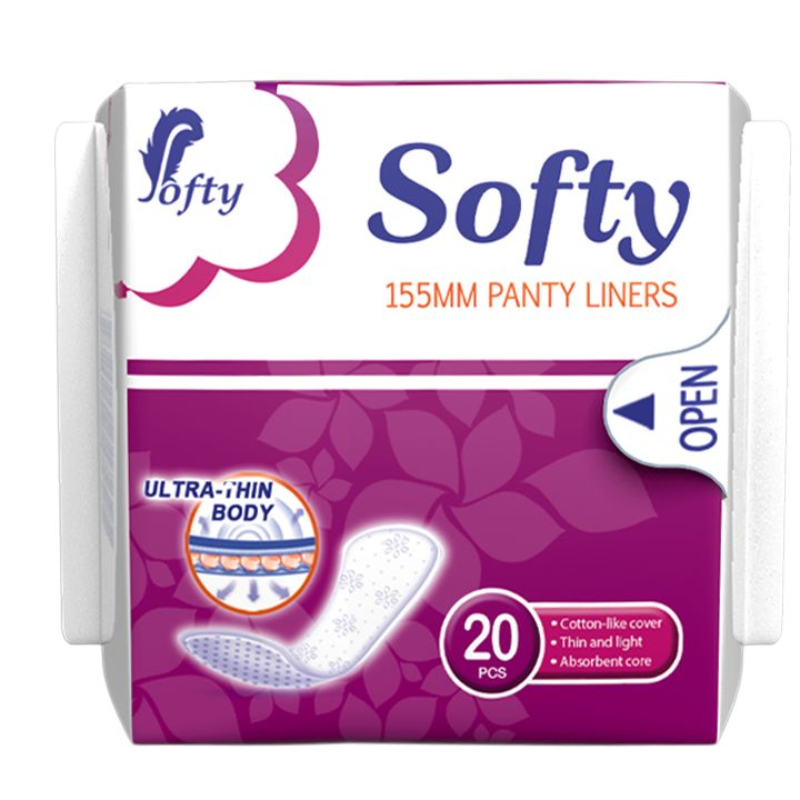 Softy
Softy
155MM PANTY LINERS
OPEN
ULTRA-THIN
BODY
20
PCS
• Cotton-like cover
• Thin and light
• Absorbent core